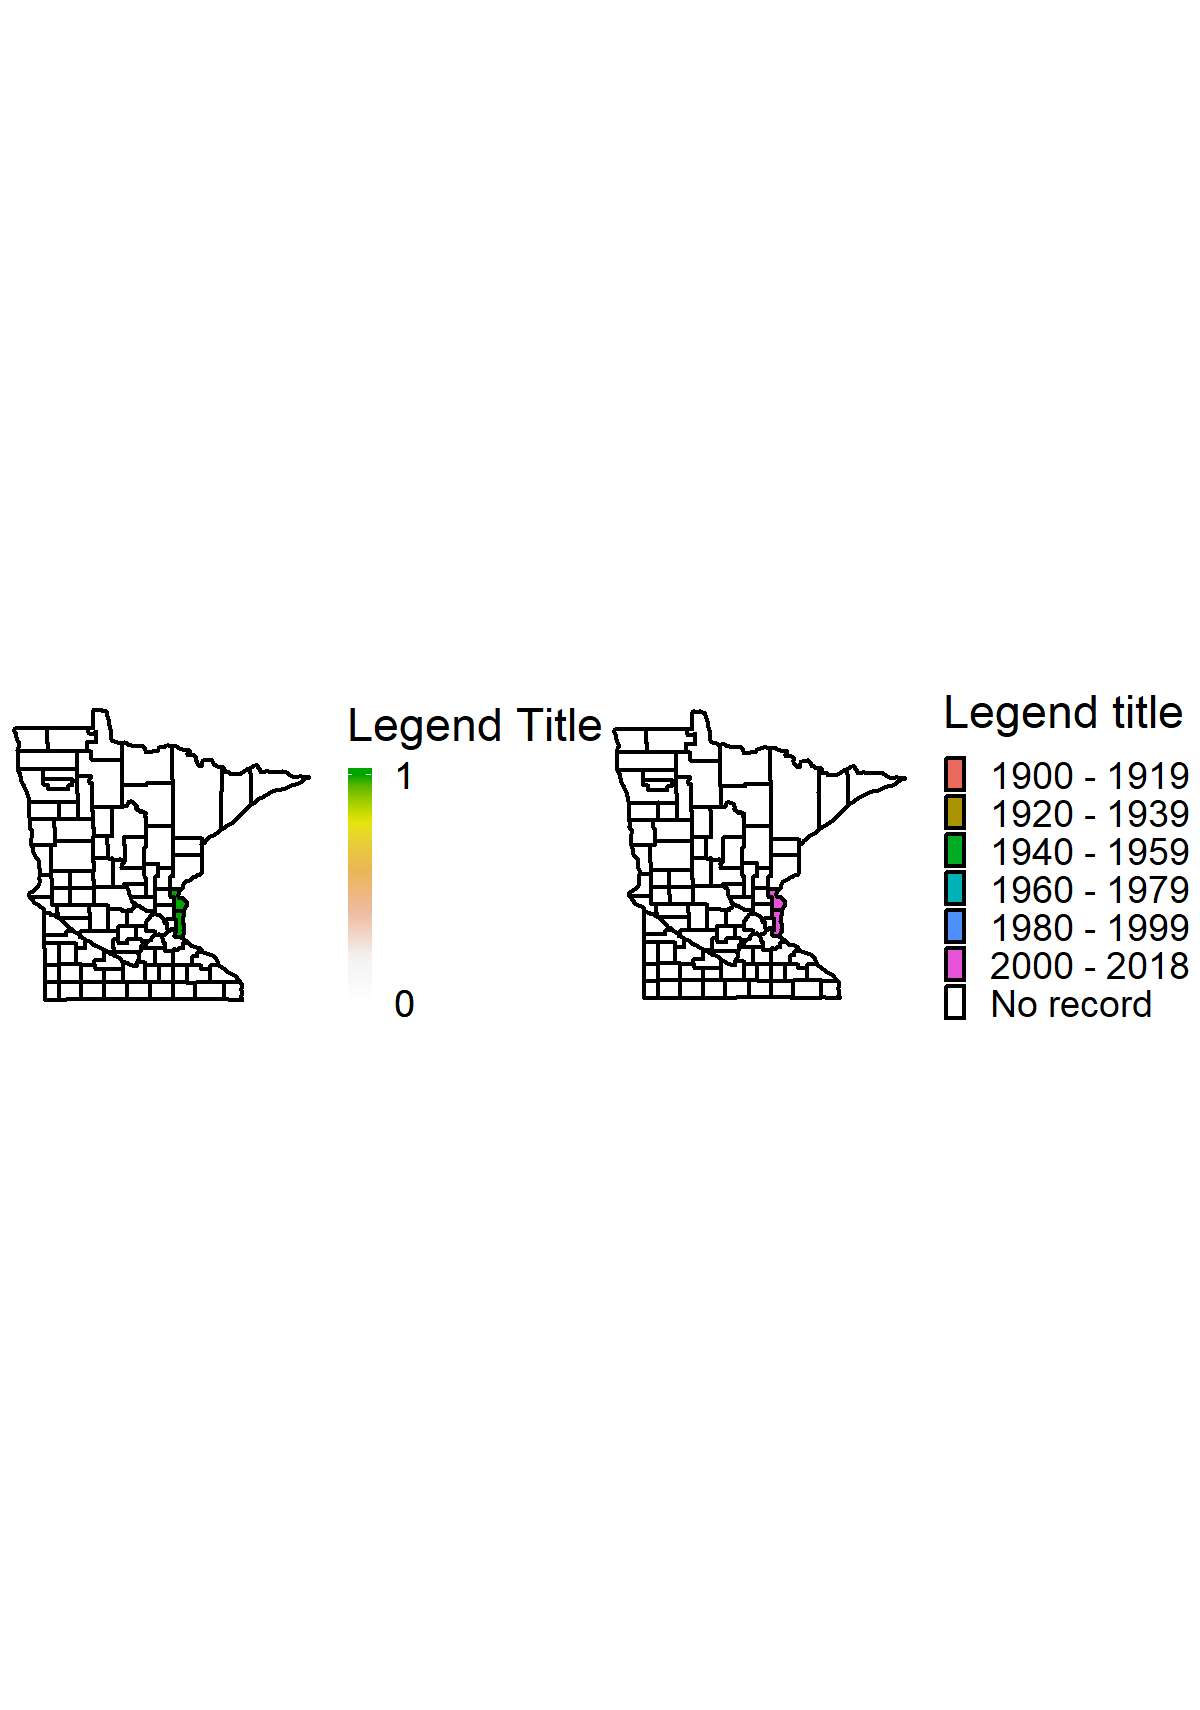 Legend Title
1
0
Legend title
1900 - 1919
1920 - 1939
1940 - 1959
1960 - 1979
1980 - 1999
2000 - 2018
No record